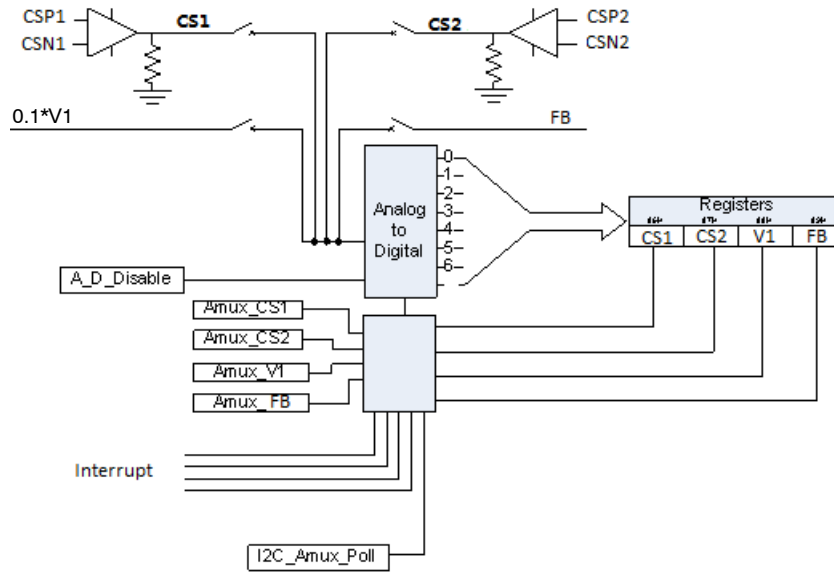 CSP1
CSN1
CS1
CS2
CSP2
CSN2
0.1*V1
FB
Analog
to
Digital
0
1
2
3
4
5
6
Registers
CS1 CS2 V1 FB
A_D_Disable
Amux_CS1
Amux_CS2
Amux_V1
Amux_FB
Interrupt
I2C_Amux_Poll